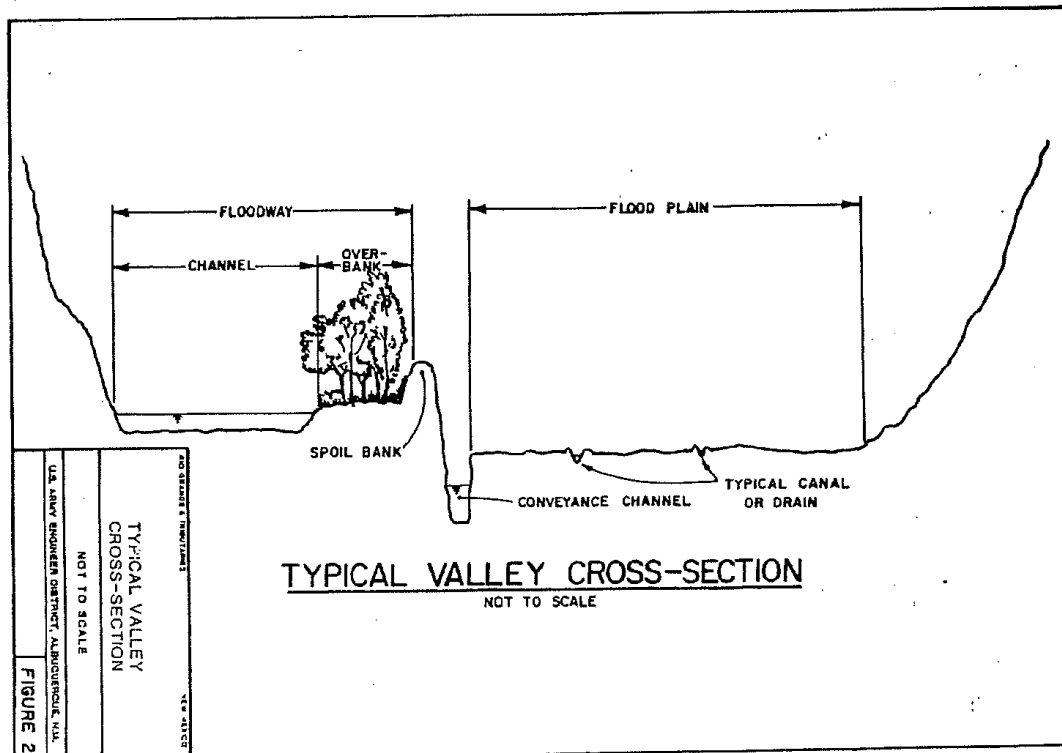 FLOODWAY
FLOOD PLAIN
CHANNEL
OVER-
BANK
SPOIL BANK
CONVEYANCE CHANNEL
TYPICAL CANAL
OR DRAIN
TYPICAL VALLEY CROSS-SECTION
NOT TO SCALE
RIO GRANDE & TRIBUTARIES
NEW MEXICO
TYPICAL VALLEY
CROSS-SECTION
NOT TO SCALE
U.S. ARMY ENGINEER DISTRICT, ALBUQUERQUE, N.M.
FIGURE 2